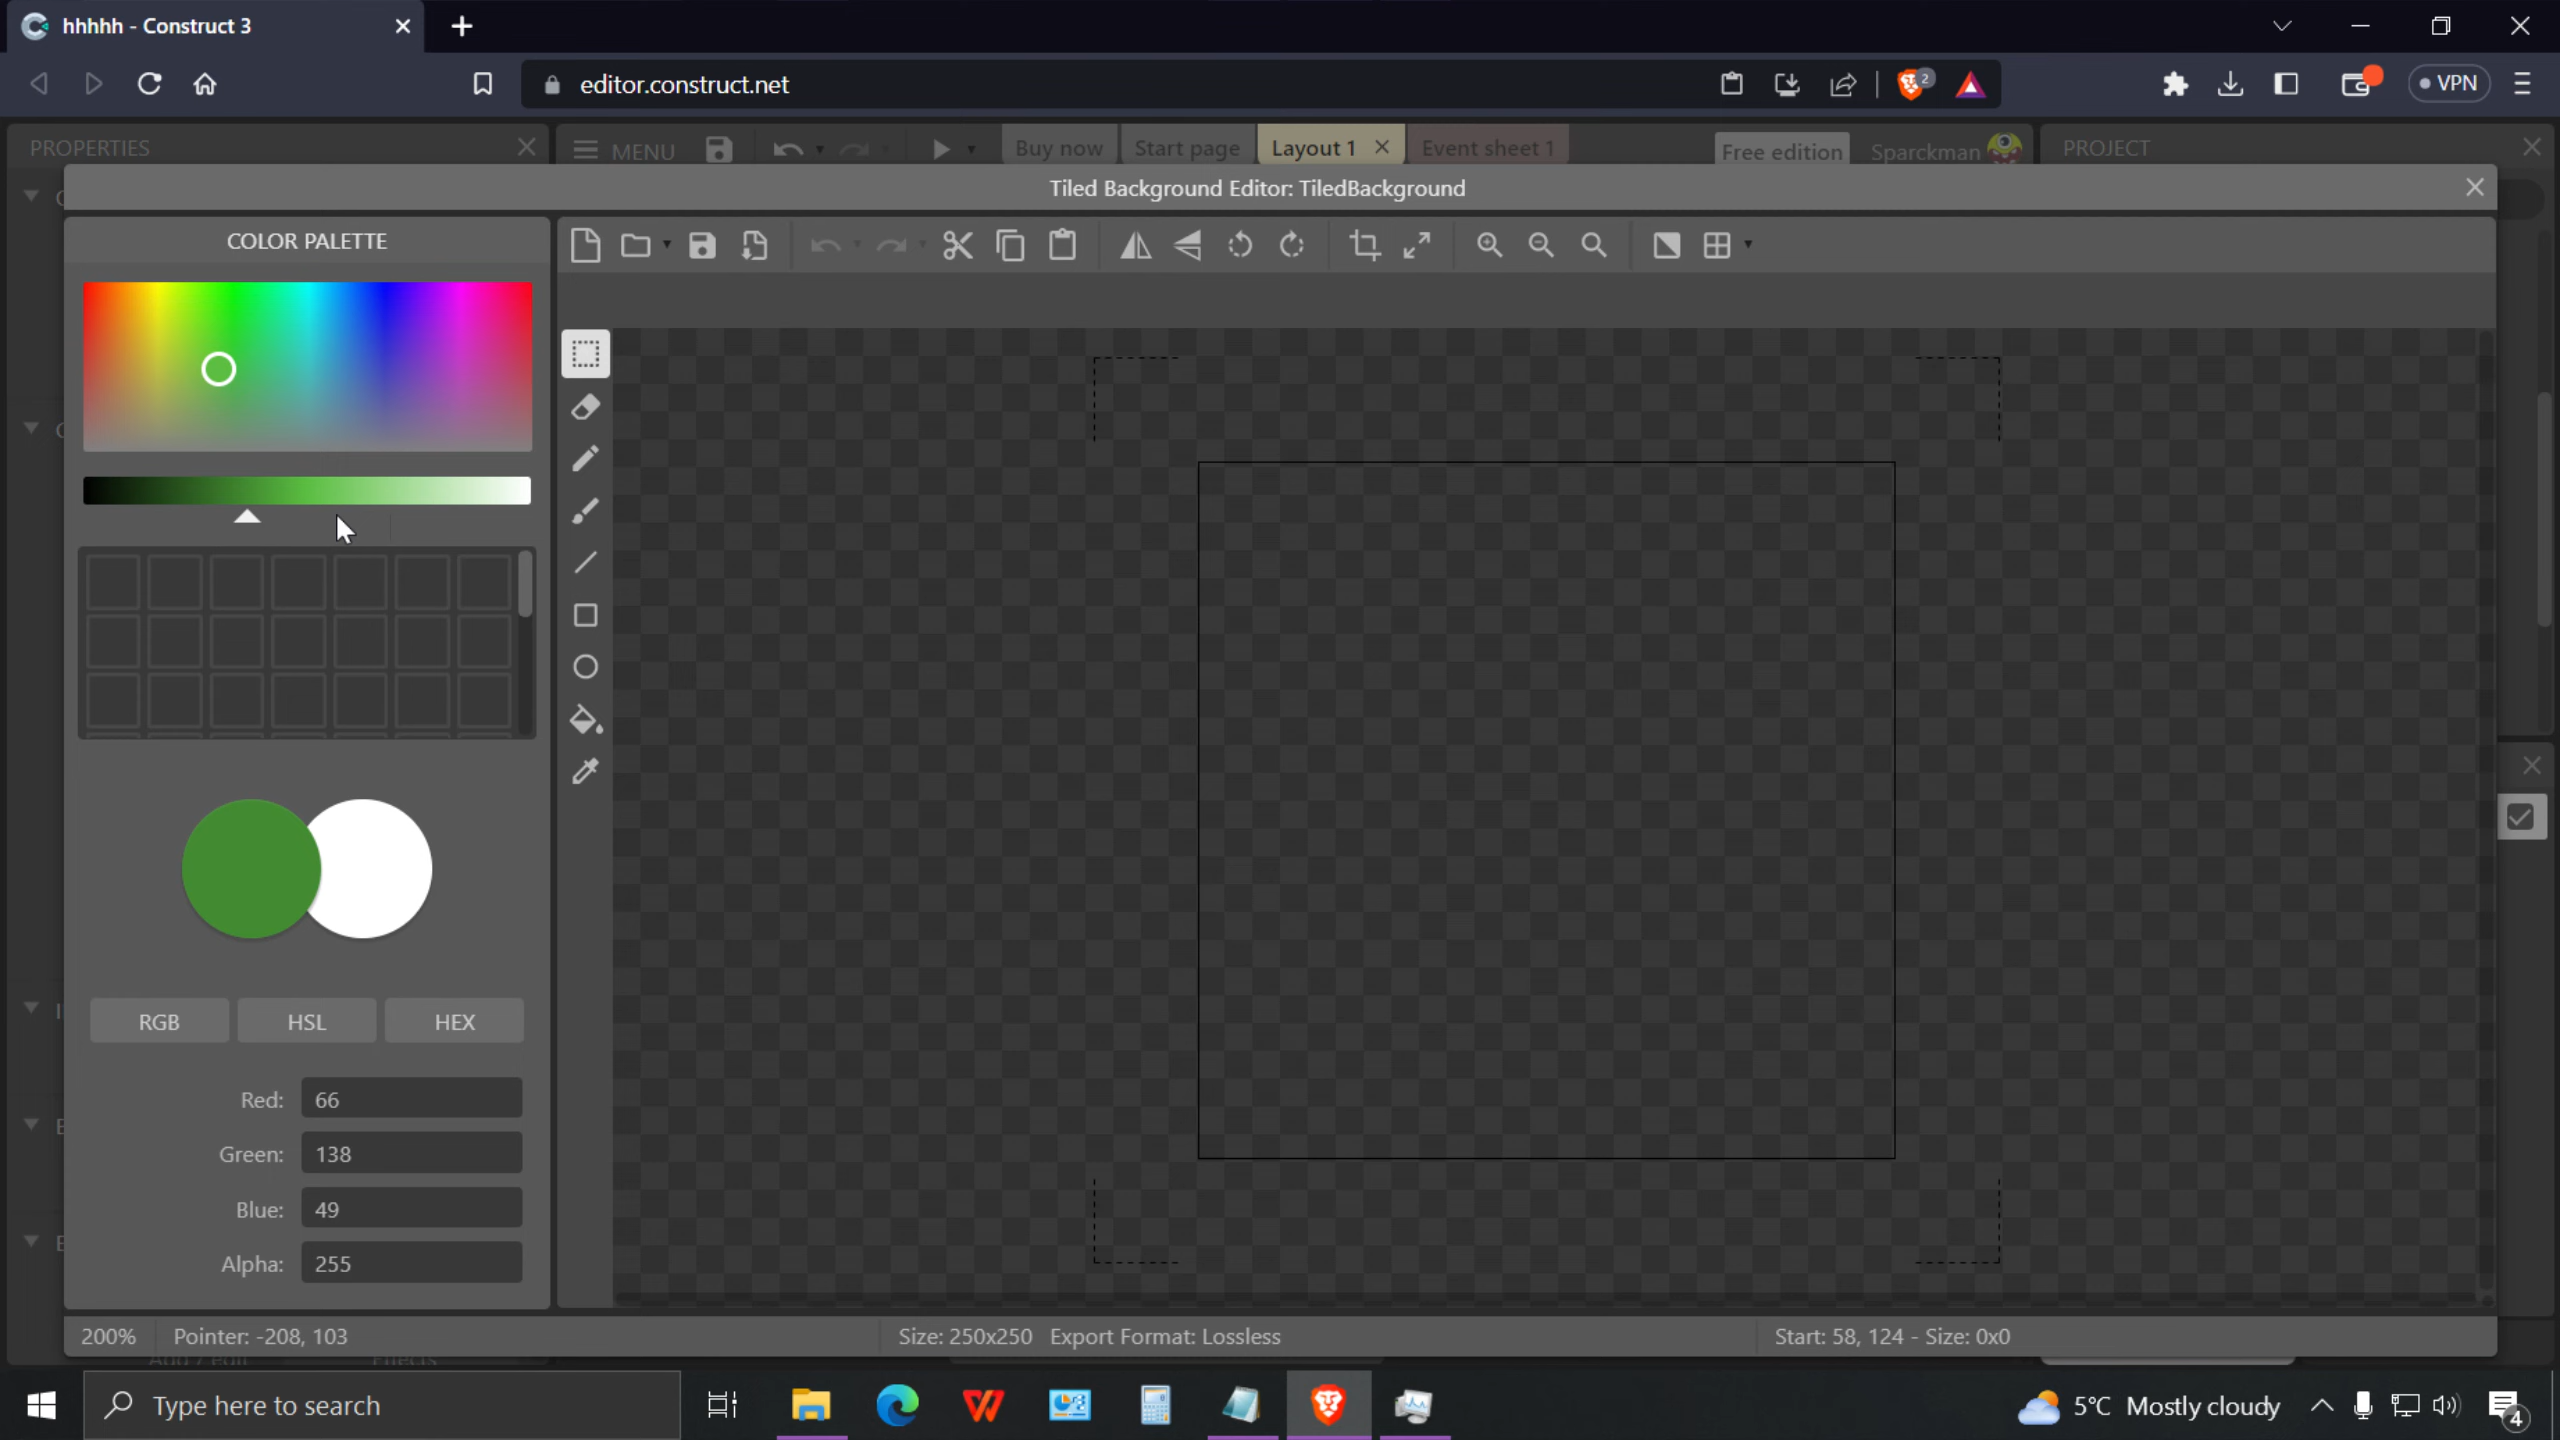 hhhhh - Construct 3
editor.construct.net
2
VPN
PROPERTIES
MENU
Buy now
Start page
Layout 1
Event sheet 1
Free edition
Sparckman
PROJECT
Tiled Background Editor: TiledBackground
COLOR PALETTE
RGB
HSL
HEX
Red: 66
Green: 138
Blue: 49
Alpha: 255
200%
Pointer: -208, 103
Size: 250x250
Export Format: Lossless
Start: 58, 124 - Size: 0x0
Type here to search
5°C Mostly cloudy
4